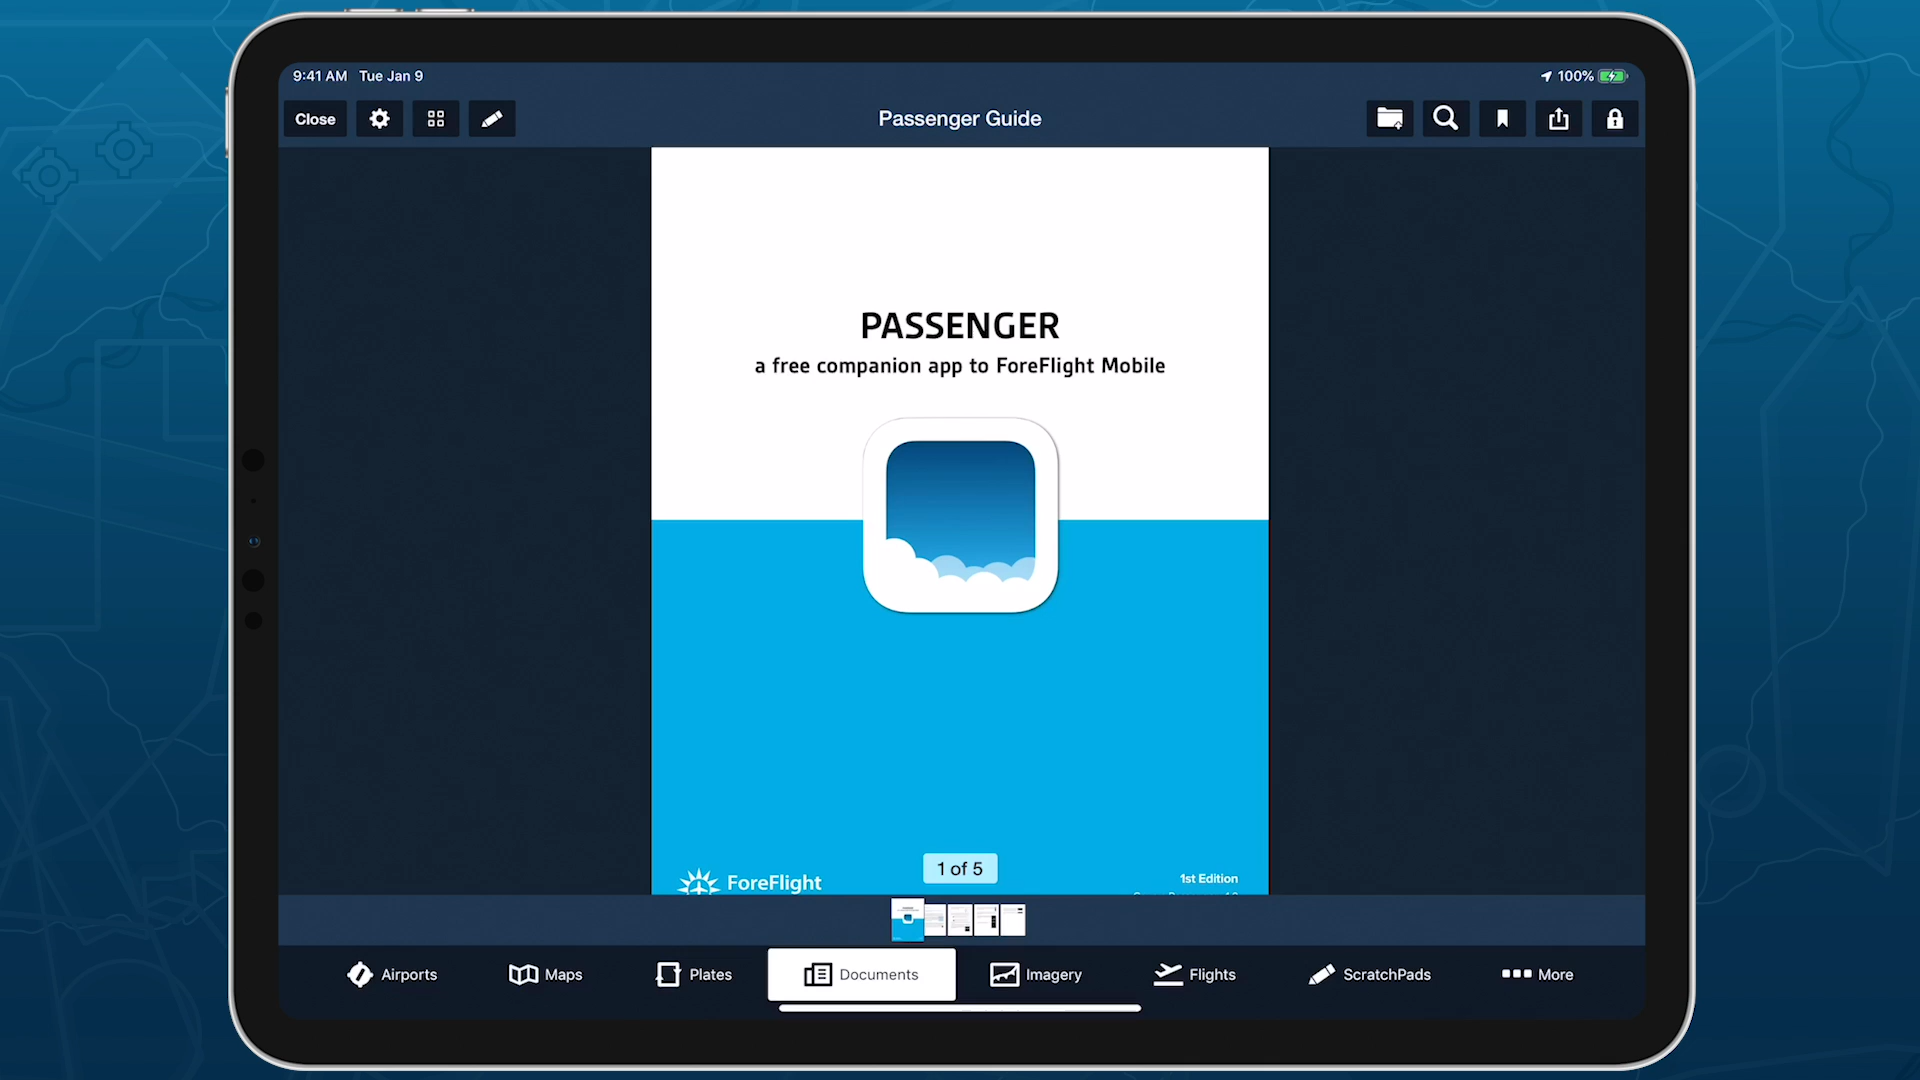 9:41 AM Tue Jan 9
100%
Close
Passenger Guide
PASSENGER
a free companion app to ForeFlight Mobile
1 of 5
ForeFlight
1st Edition
Airports
Maps
Plates
Documents
Imagery
Flights
ScratchPads
More